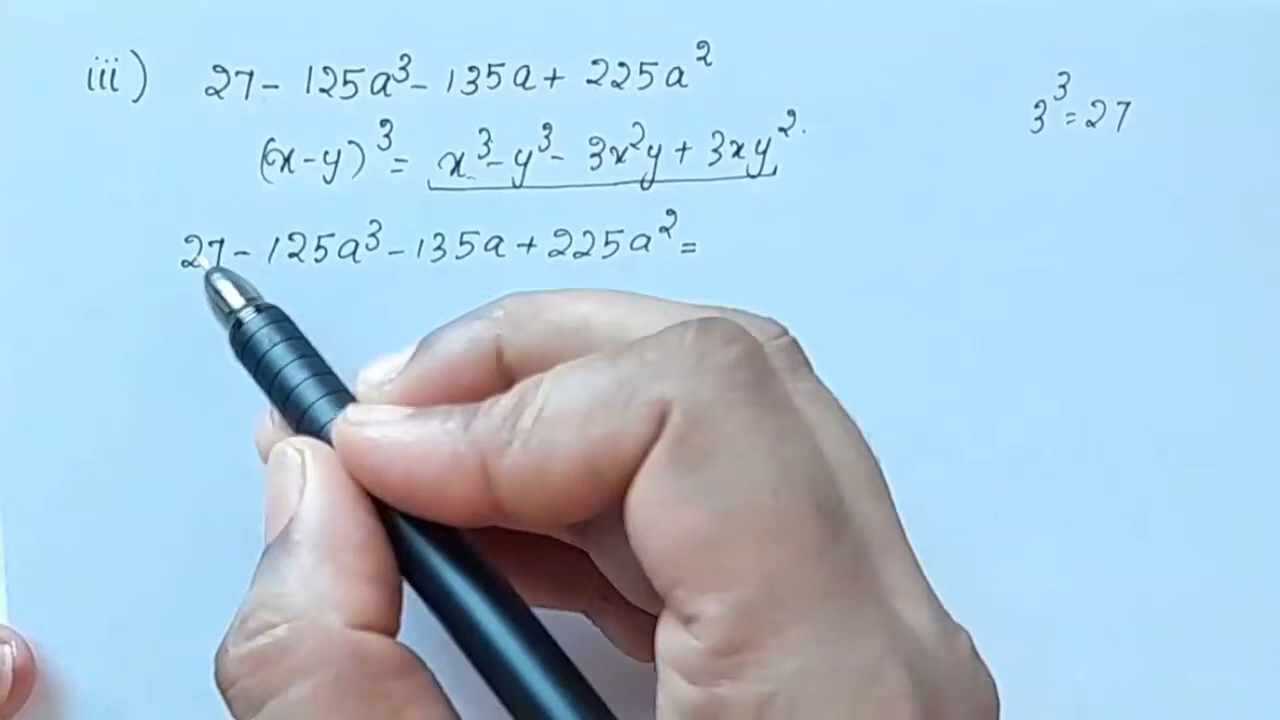 iii) 27 - 125a³ - 135a + 225a²
3³ = 27
(x-y)³ = x³ - y³ - 3x²y + 3xy².
27 - 125a³ - 135a + 225a² =